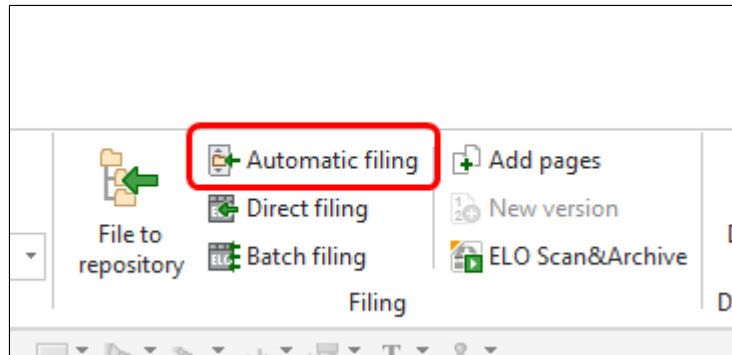 File to
repository
Automatic filing
Direct filing
Batch filing
Add pages
New version
ELO Scan&Archive
Filing